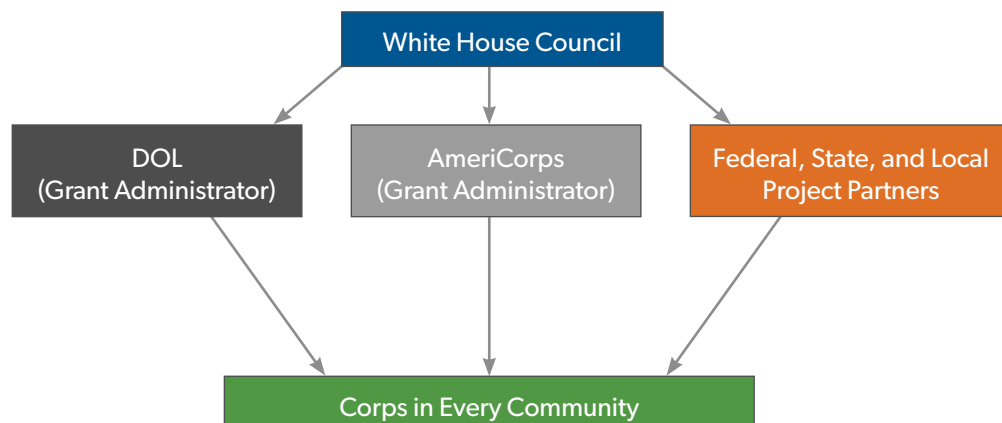 White House Council
DOL
(Grant Administrator)
AmeriCorps
(Grant Administrator)
Federal, State, and Local
Project Partners
Corps in Every Community